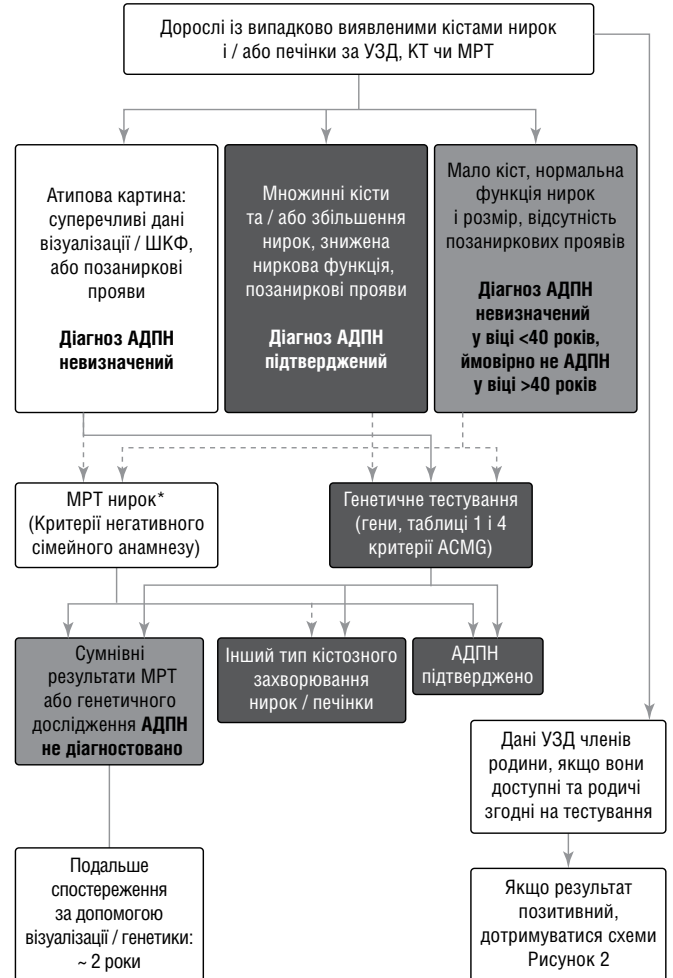 Дорослі із випадково виявленими кістами нирок
і / або печінки за УЗД, КТ чи МРТ
Атипова картина:
суперечливі дані
візуалізації / ШКФ,
або позаниркові
прояви
Діагноз АДПН
невизначений
Множинні кісти
та / або збільшення
нирок, знижена
ниркова функція,
позаниркові прояви
Діагноз АДПН
підтверджений
Мало кіст, нормальна
функція нирок
і розмір, відсутність
позаниркових проявів
Діагноз АДПН
невизначений
у віці <40 років,
ймовірно не АДПН
у віці >40 років
МРТ нирок*
(Критерії негативного
сімейного анамнезу)
Генетичне тестування
(гени, таблиці 1 і 4
критерії ACMG)
Сумнівні
результати МРТ
або генетичного
дослідження АДПН
не діагностовано
Інший тип кістозного
захворювання
нирок / печінки
АДПН
підтверджено
Дані УЗД членів
родини, якщо вони
доступні та родичі
згодні на тестування
Подальше
спостереження
за допомогою
візуалізації / генетики:
~ 2 роки
Якщо результат
позитивний,
дотримуватися схеми
Рисунок 2